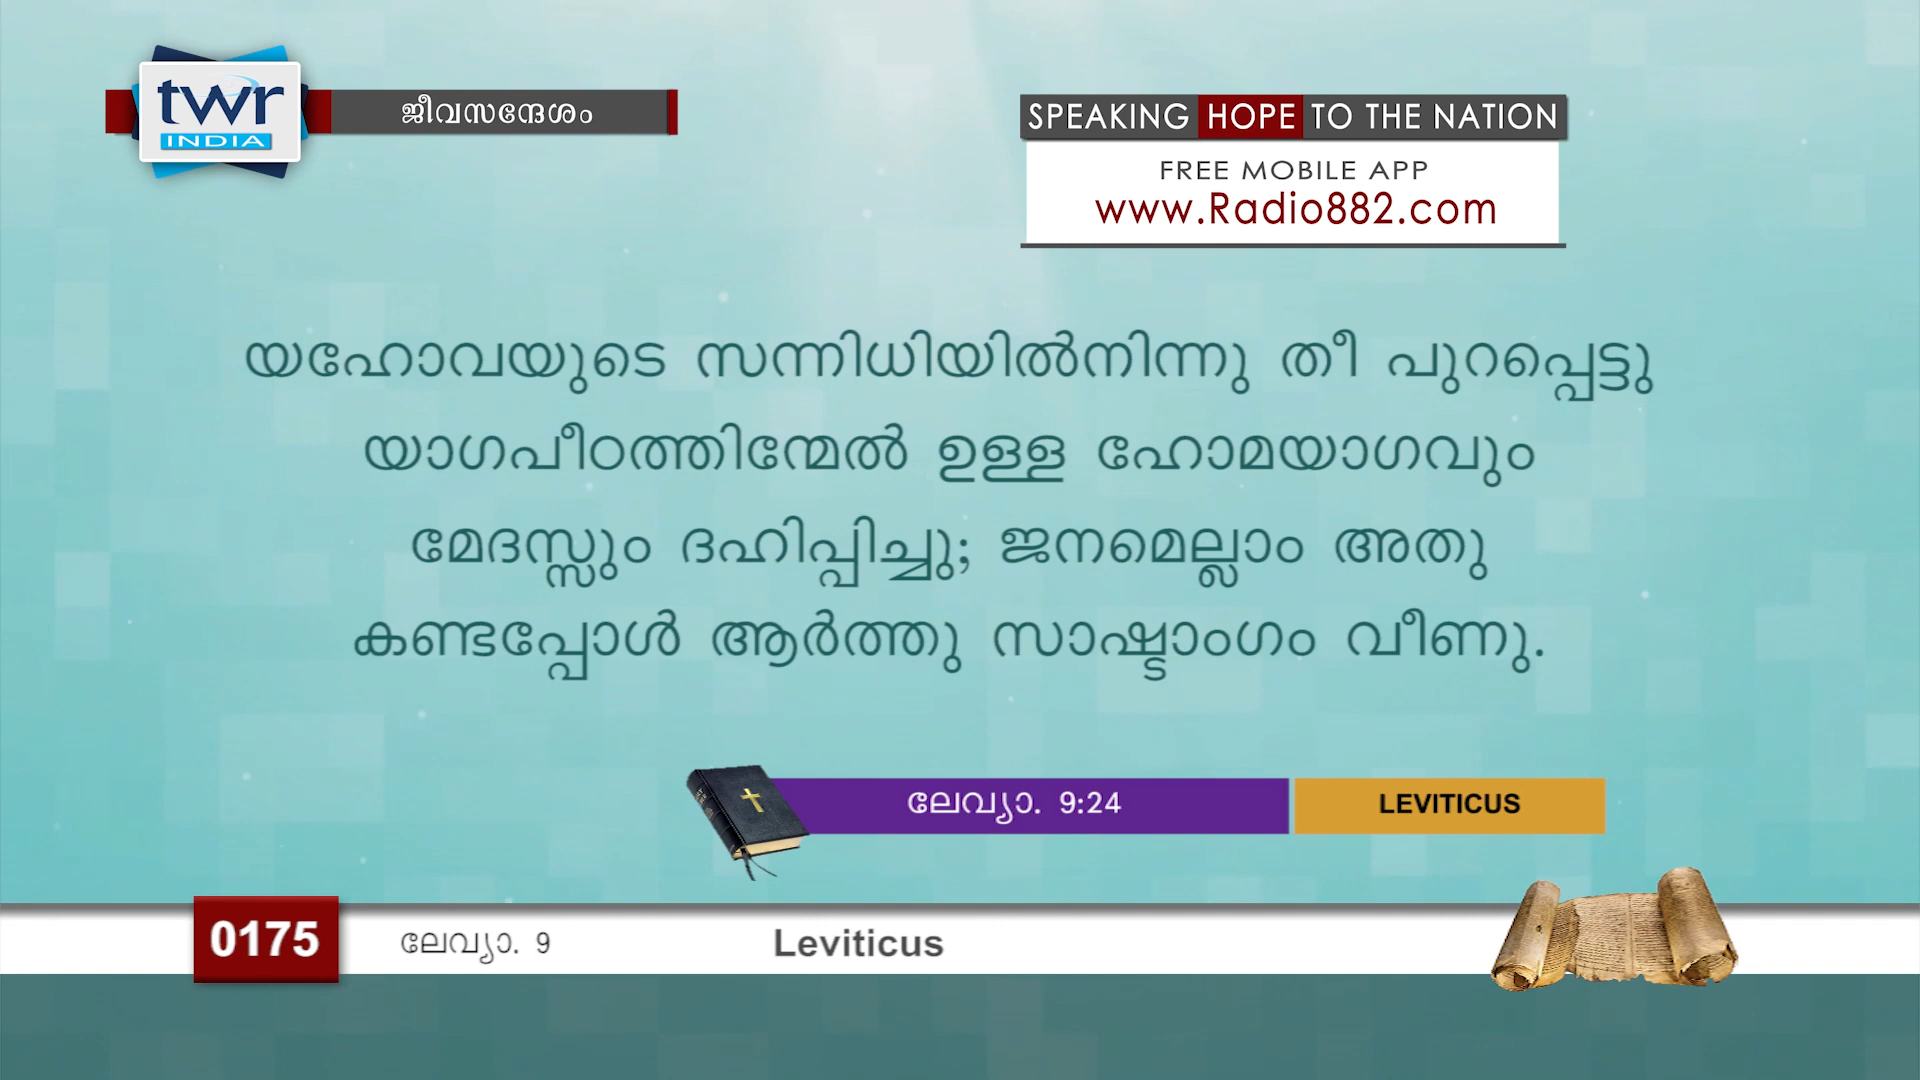 twr
INDIA
ജീവസന്ദേശം
SPEAKING HOPE TO THE NATION
FREE MOBILE APP
www.Radio882.com
യഹോവയുടെ സന്നിധിയിൽനിന്നു തീ പുറപ്പെട്ടു
യാഗപീഠത്തിന്മേൽ ഉള്ള ഹോമയാഗവും
മേദസ്സും ദഹിപ്പിച്ചു; ജനമെല്ലാം അതു
കണ്ടപ്പോൾ ആർത്തു സാഷ്ടാംഗം വീണു.
ലേവ്യാ. 9:24
LEVITICUS
0175
ലേവ്യാ. 9
Leviticus